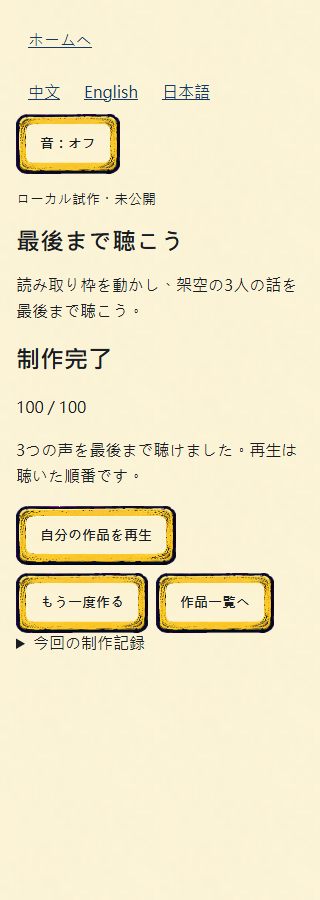 ホームへ
中文 English 日本語
音：オフ
ローカル試作・未公開
最後まで聴こう
読み取り枠を動かし、架空の3人の話を
最後まで聴こう。
制作完了
100 / 100
3つの声を最後まで聴けました。再生は
聴いた順番です。
自分の作品を再生
もう一度作る 作品一覧へ
▶ 今回の制作記録